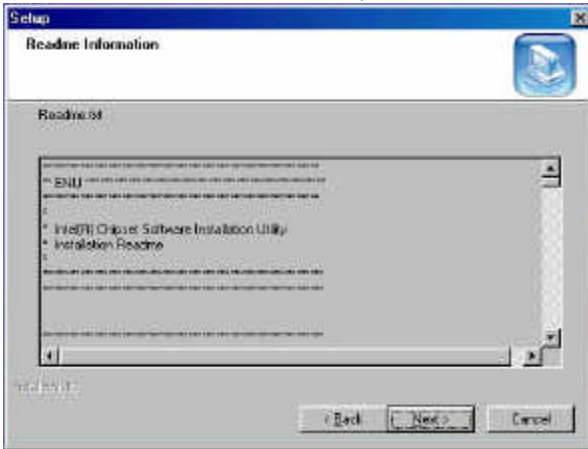 Setup
Readme Information
Readme.txt
* ENU
* Intel(R) Chipset Software Installation Utility
* Installation Readme
< Back
Next >
Cancel